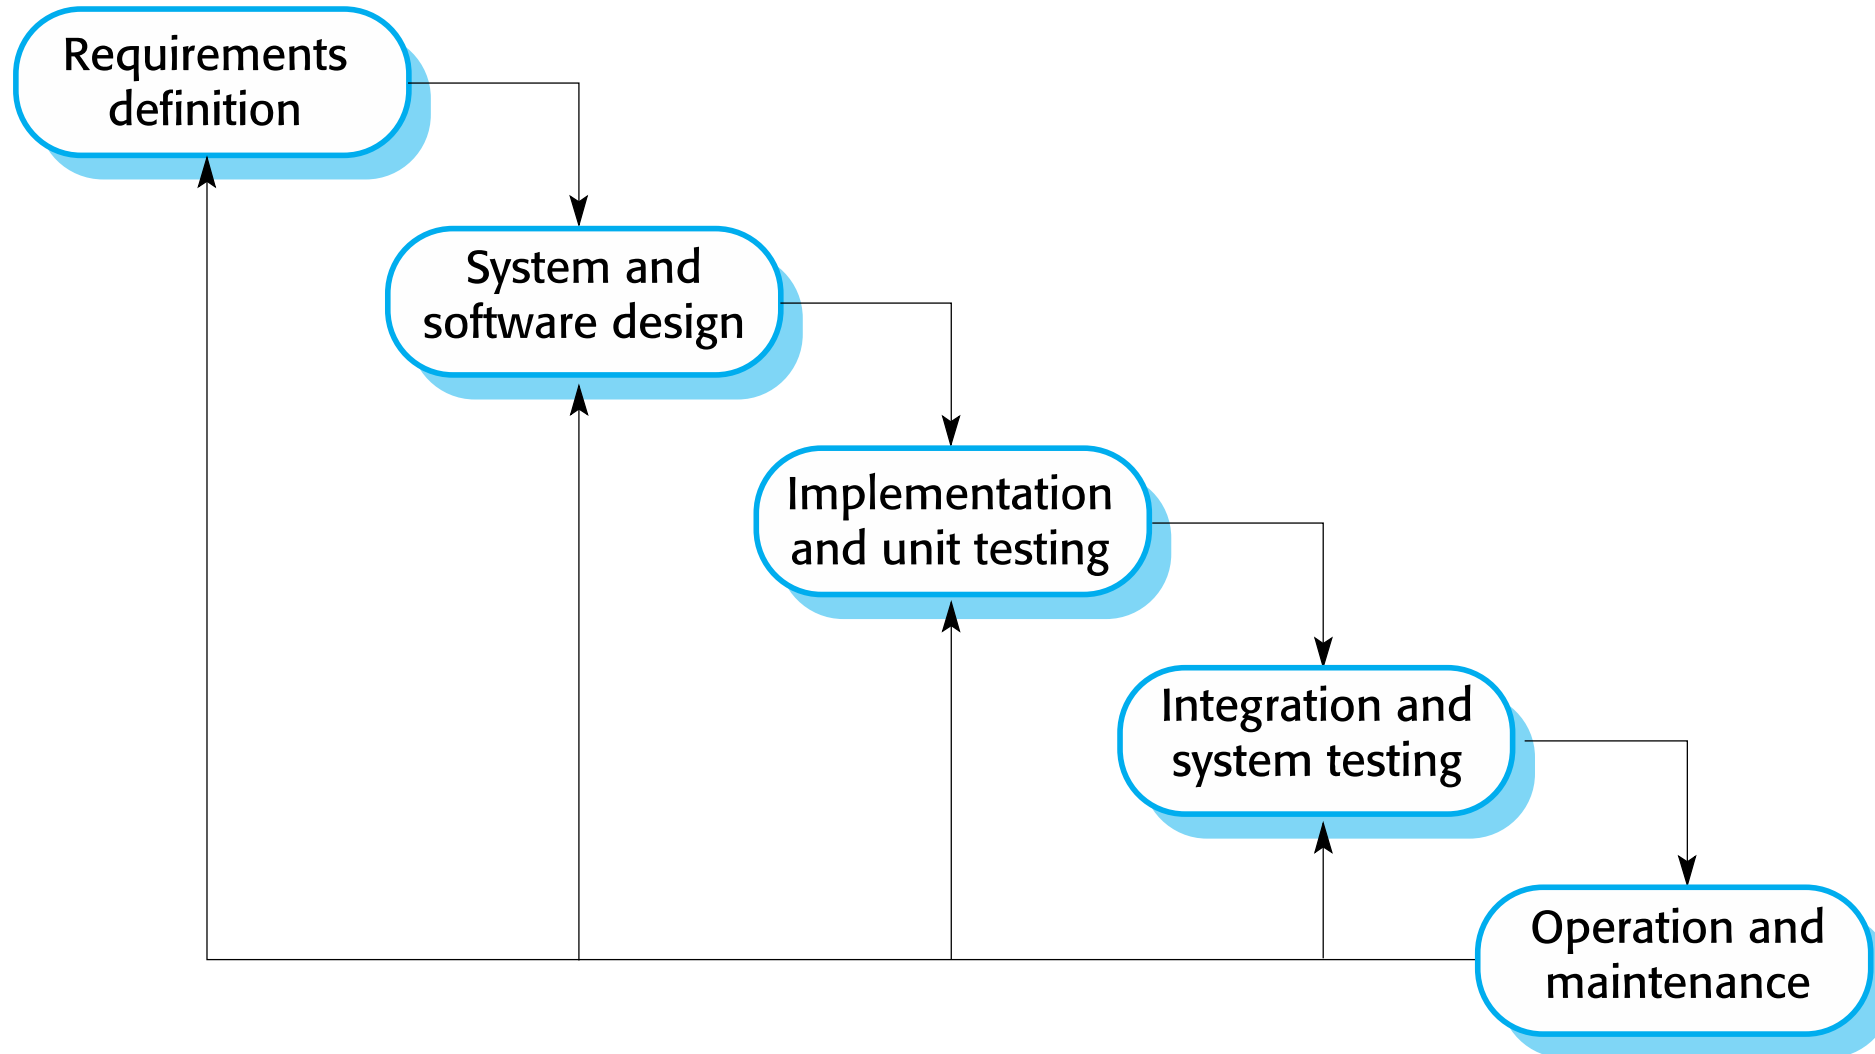 Requirements
definition
System and
software design
Implementation
and unit testing
Integration and
system testing
Operation and
maintenance